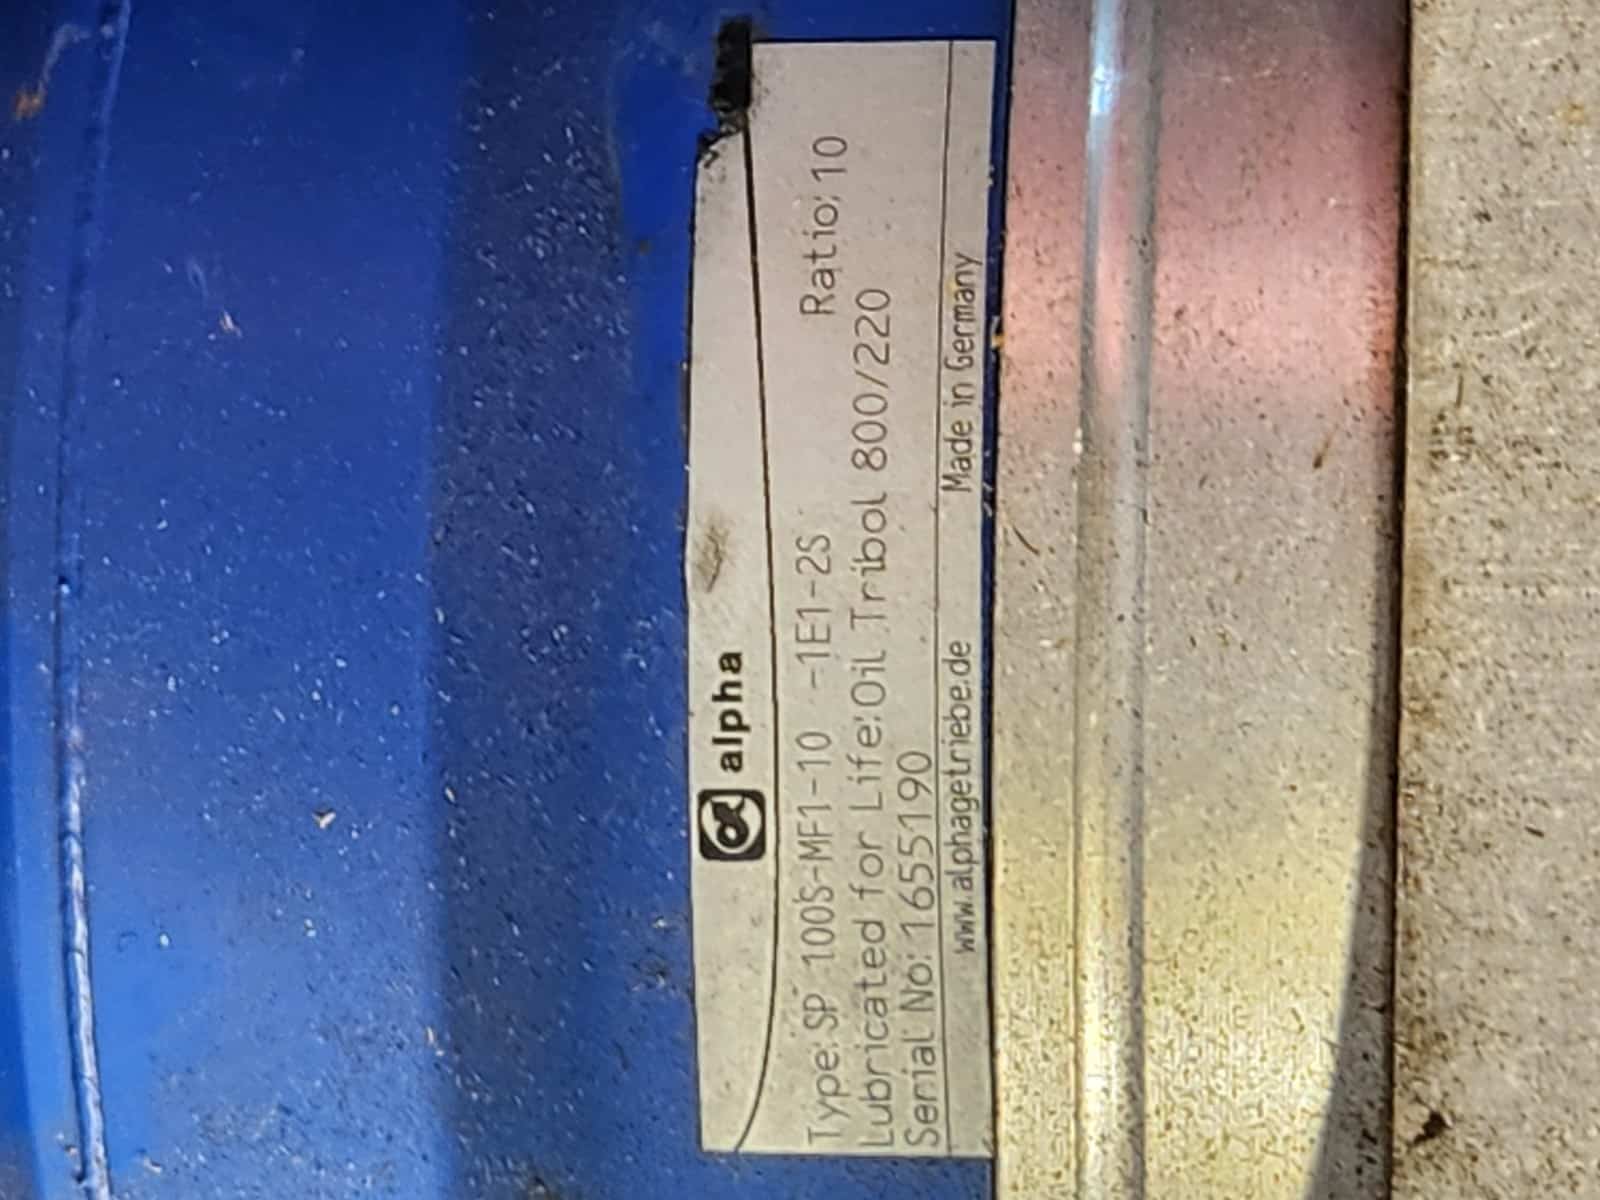 alpha
Type: SP 100S-MF1-10 -1E1-2S Ratio: 10
Lubricated for Life: Oil Tribol 800/220
Serial No: 1655190
www.alphagetriebe.de Made in Germany